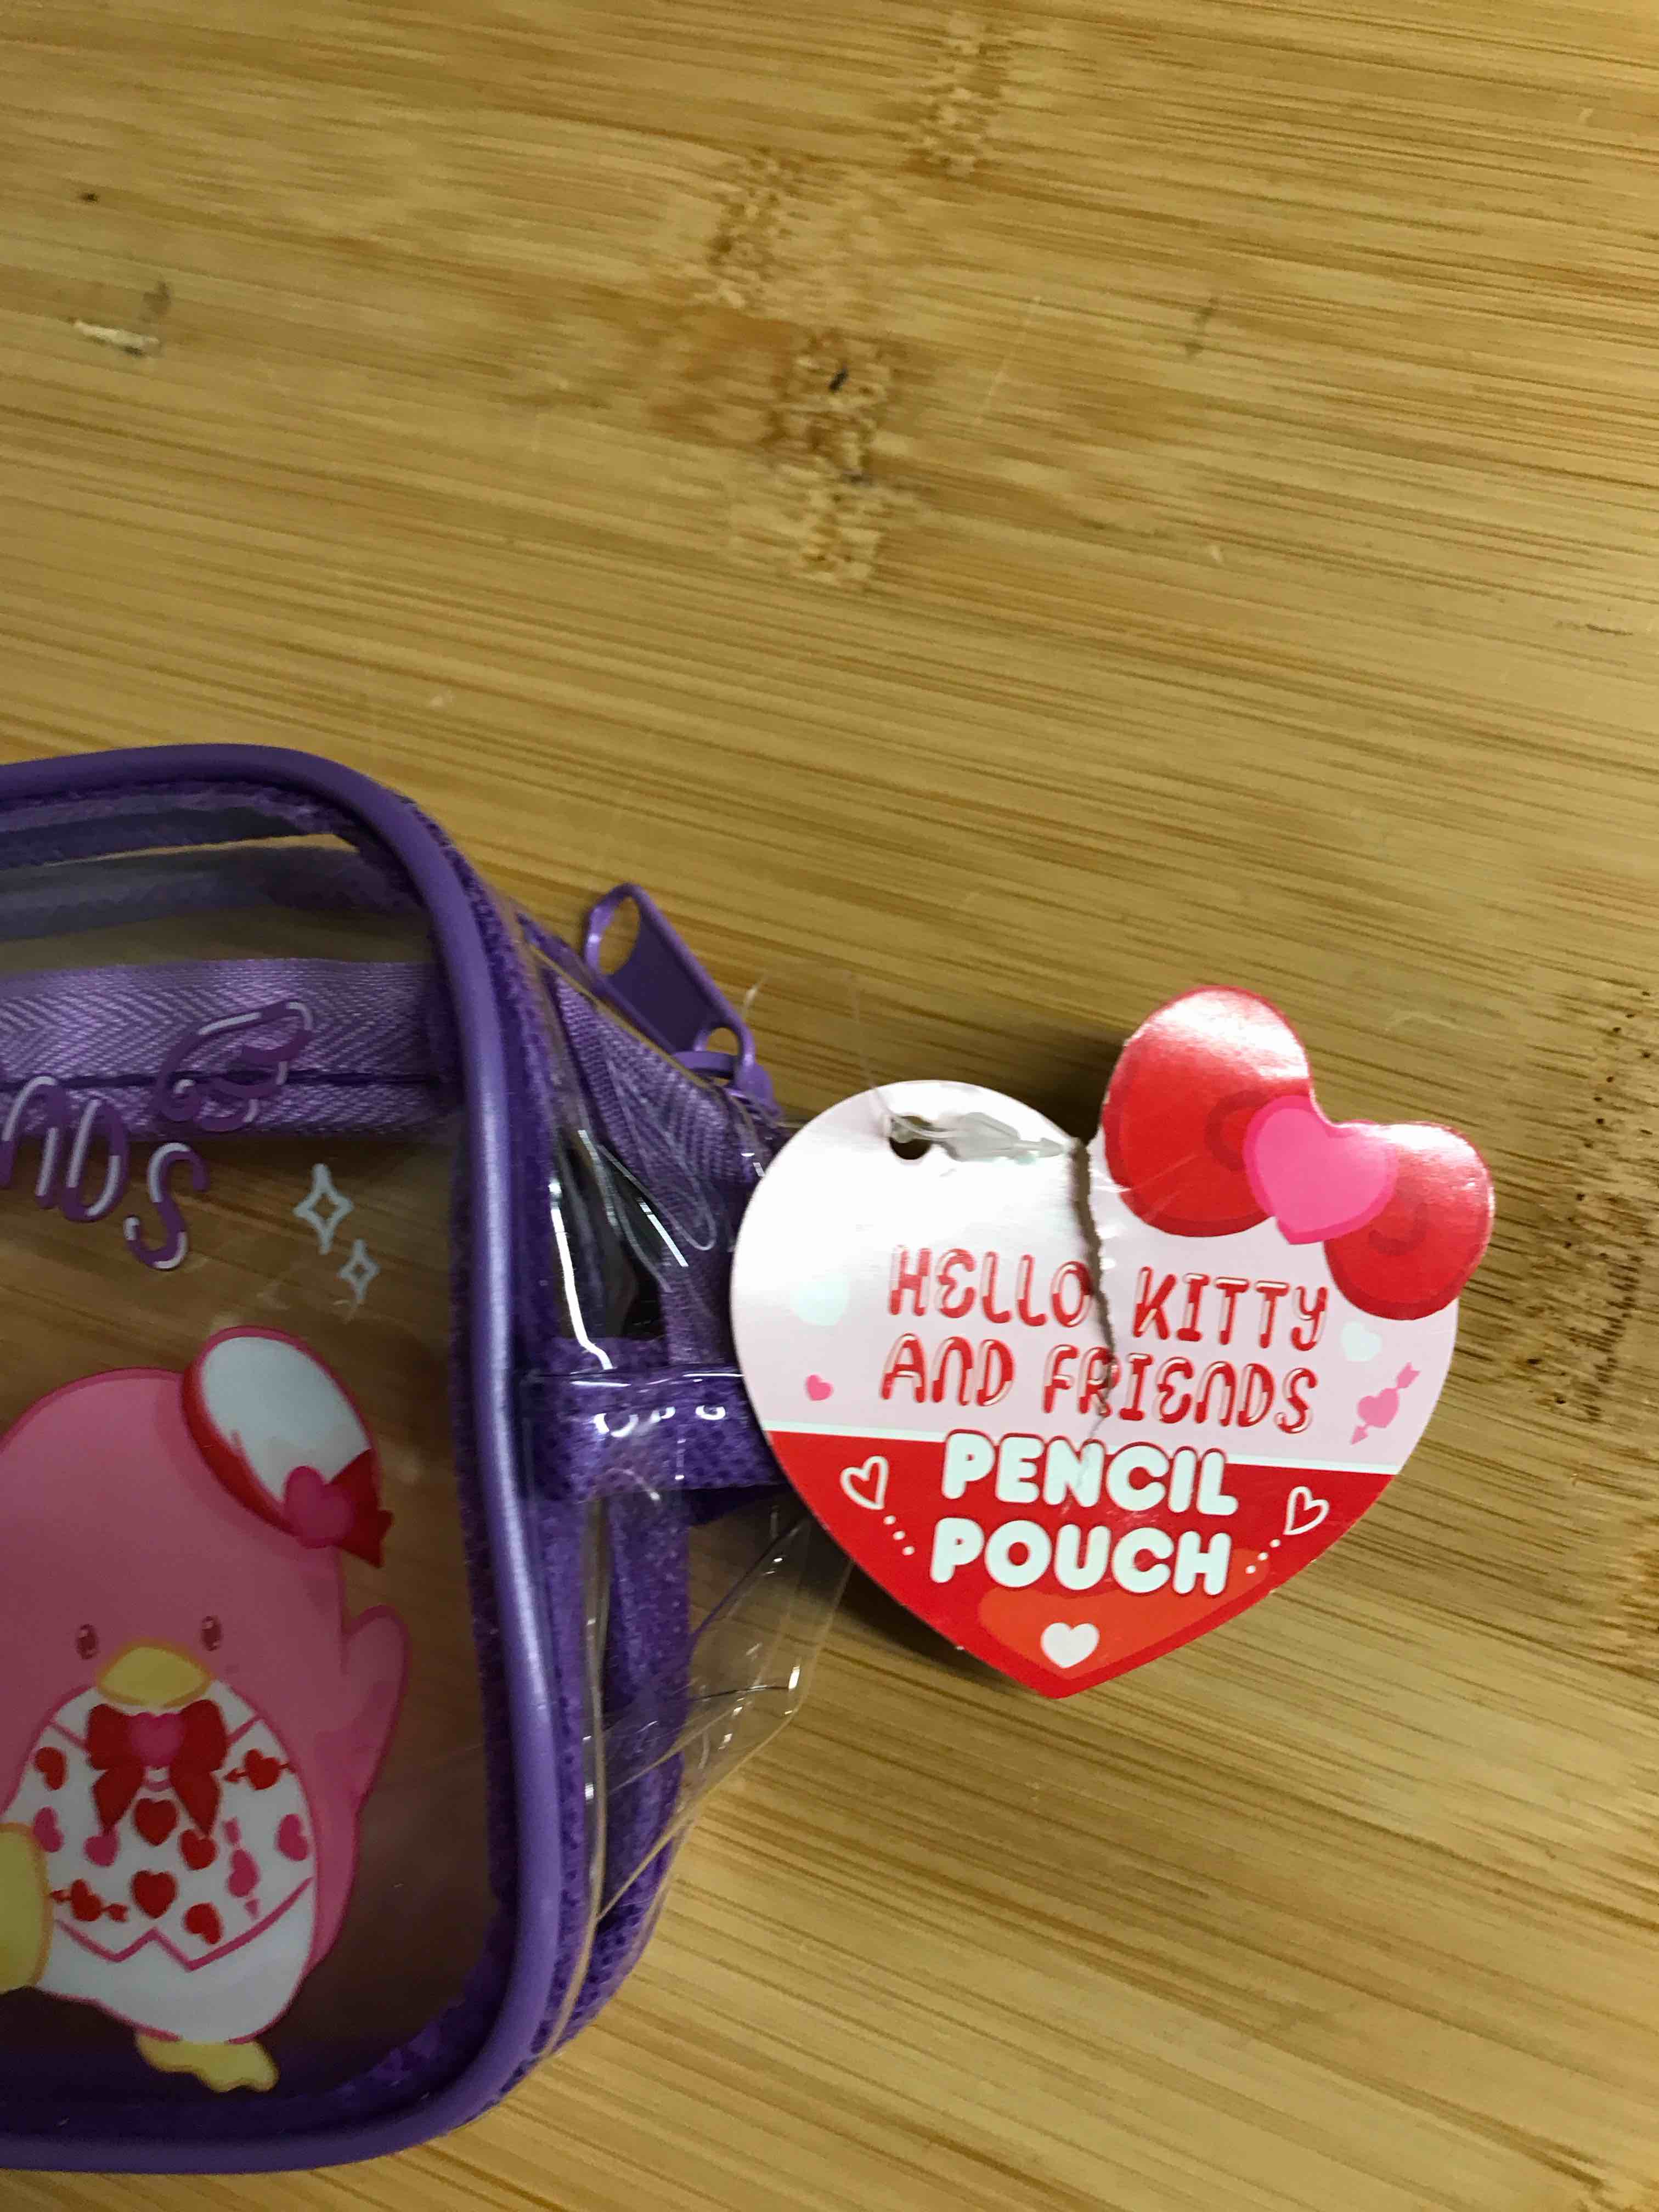 HELLO KITTY
AND FRIENDS
PENCIL
POUCH